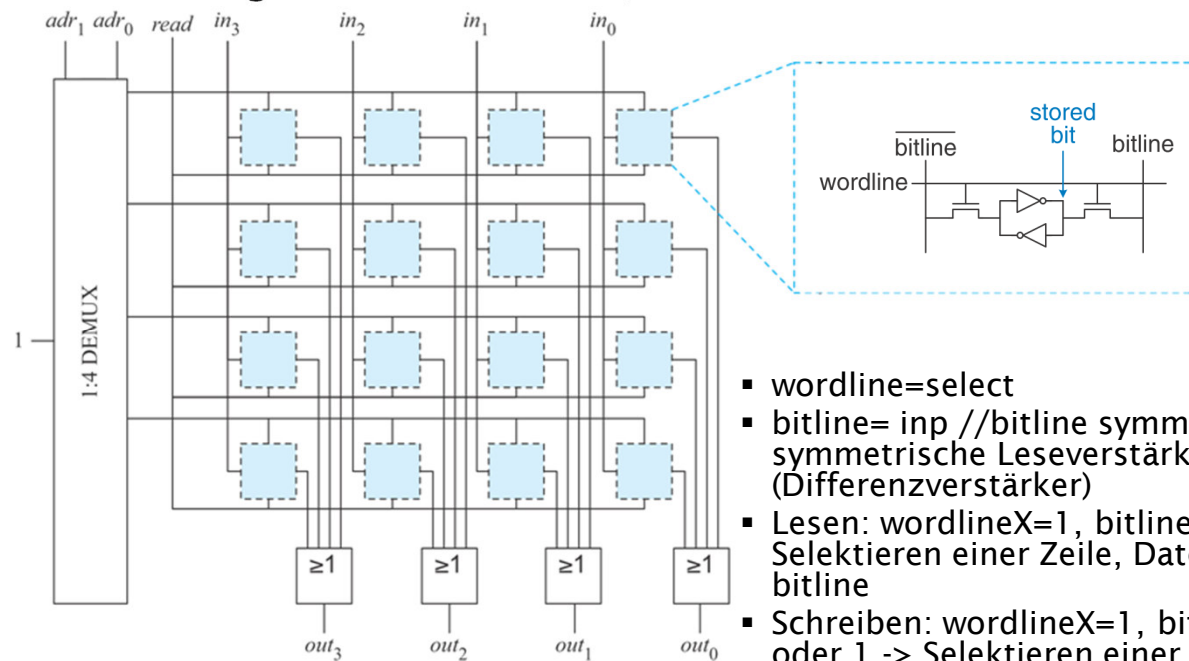 adr₁ adr₀ read in₃ in₂ in₁ in₀
1:4 DEMUX
1
≥1 ≥1 ≥1 ≥1
out₃ out₂ out₁ out₀
stored
bit
bitline bitline
wordline
▪ wordline=select
▪ bitline= inp //bitline symm
symmetrische Leseverstärk
(Differenzverstärker)
▪ Lesen: wordlineX=1, bitline
Selektieren einer Zeile, Dat
bitline
▪ Schreiben: wordlineX=1, bi
oder 1 -> Selektieren einer